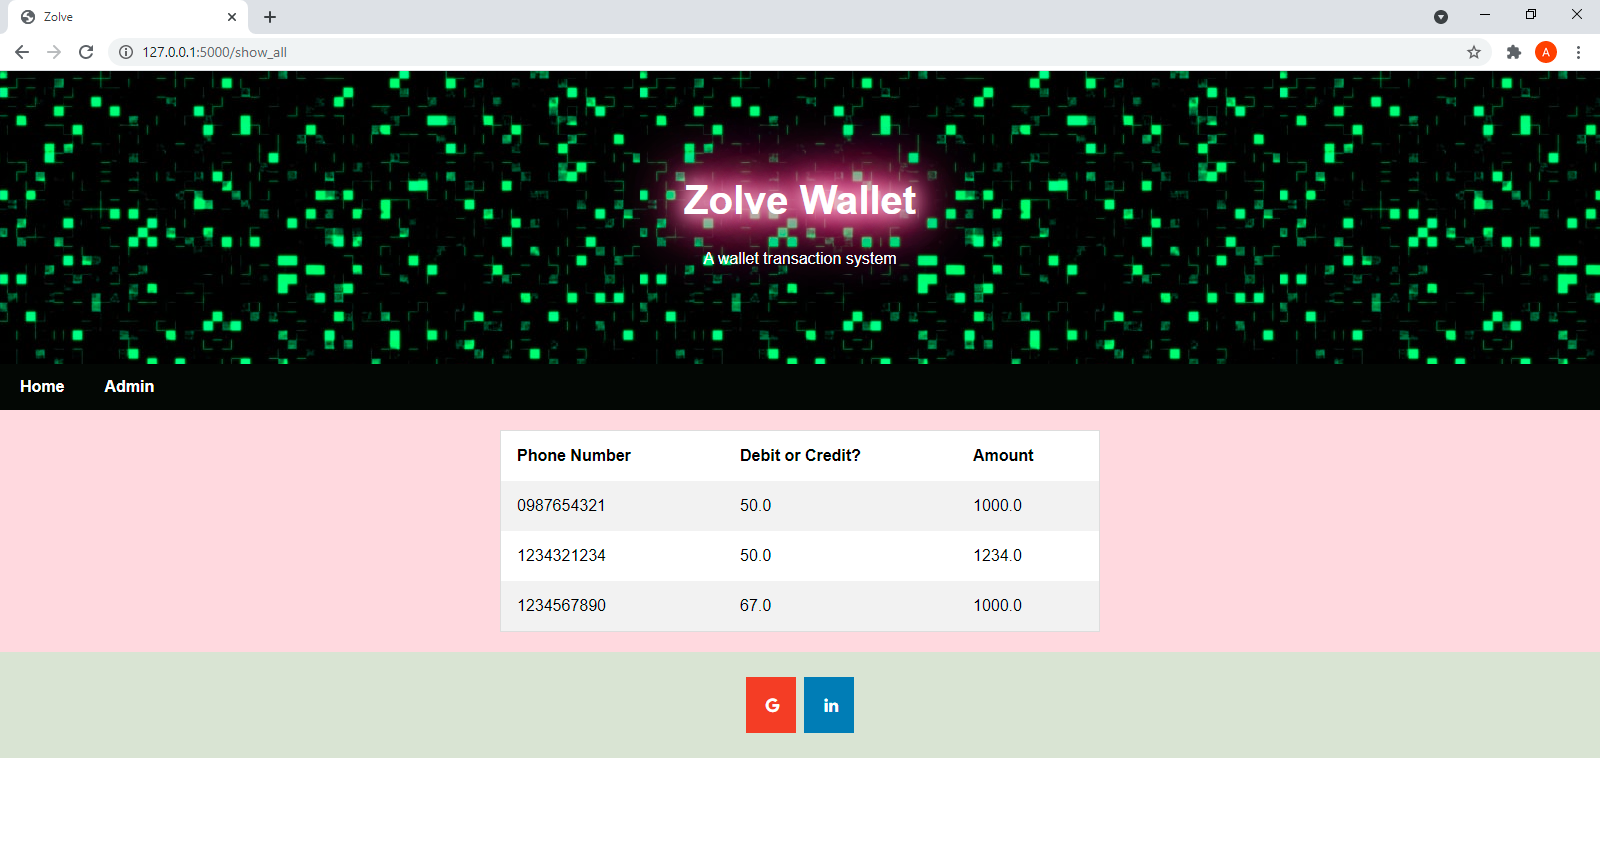 Zolve
127.0.0.1:5000/show_all
A
Zolve Wallet
A wallet transaction system
Home Admin
Phone Number Debit or Credit? Amount
0987654321 50.0 1000.0
1234321234 50.0 1234.0
1234567890 67.0 1000.0
G in